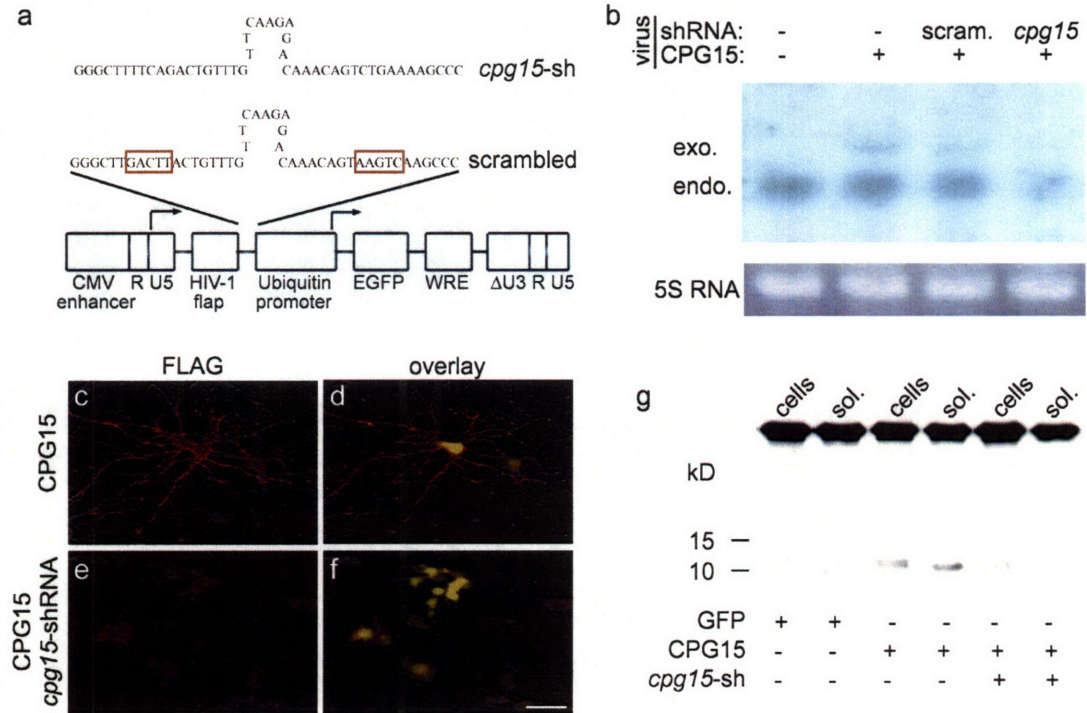 a
CAAGA
T G
T A
GGGCTTTTCAGACTGTTTG CAAACAGTCTGAAAAGCCC cpg15-sh
CAAGA
T G
T A
GGGCTTGACTTACTGTTTG CAAACAGTAAGTCAAGCCC scrambled
CMV enhancer R U5 HIV-1 flap Ubiquitin promoter EGFP WRE ΔU3 R U5
b
virus
shRNA: - - scram. cpg15
CPG15: - + + +
exo.
endo.
5S RNA
FLAG overlay
CPG15
c d
CPG15
cpg15-shRNA
e f
g
cells sol. cells sol. cells sol.
kD
15
10
GFP + + - - - -
CPG15 - - + + + +
cpg15-sh - - - - + +